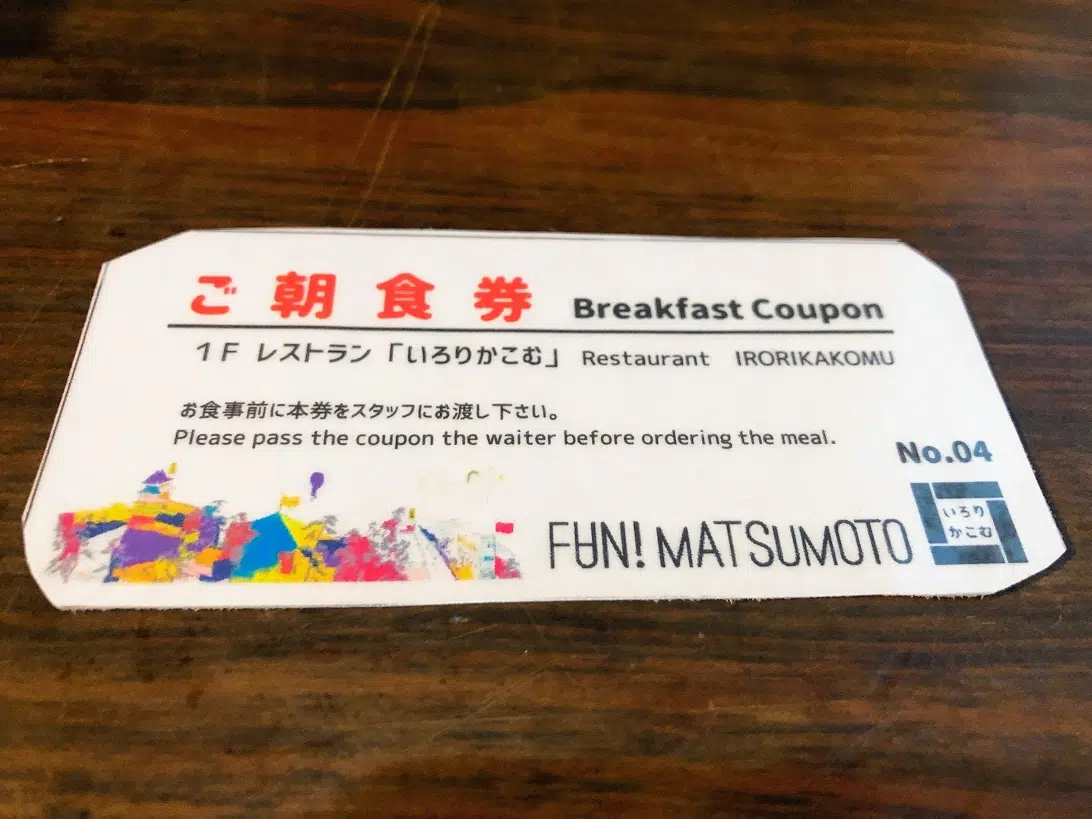 ご朝食券 Breakfast Coupon
1F レストラン「いろりかこむ」 Restaurant IRORIKAKOMU
お食事前に本券をスタッフにお渡し下さい。
Please pass the coupon the waiter before ordering the meal.
No.04
FUN! MATSUMOTO
いろり
かこむ